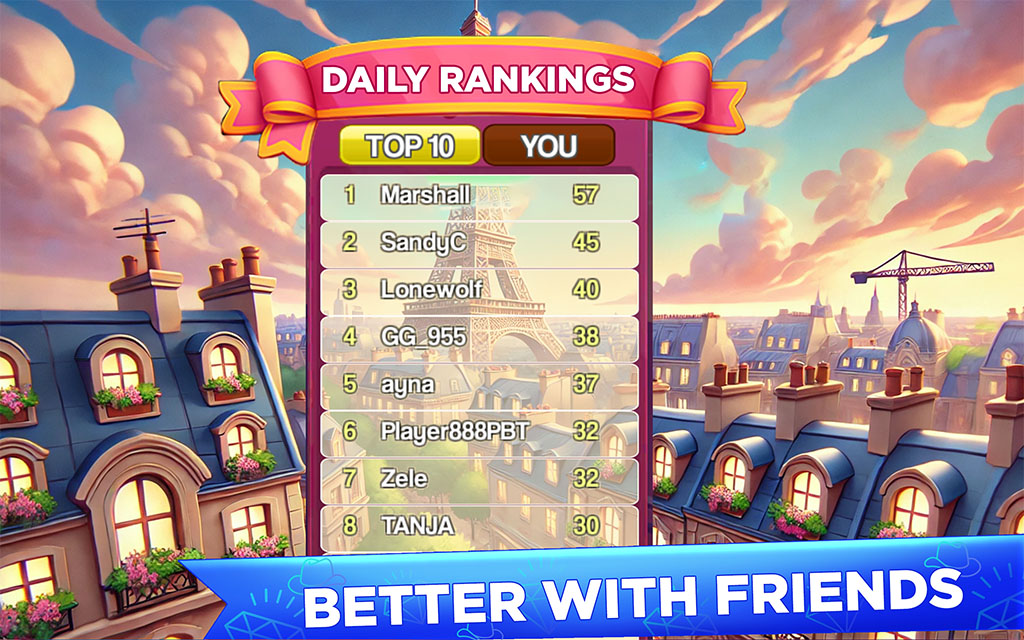 DAILY RANKINGS
TOP 10 YOU
1 Marshall 57
2 SandyC 45
3 Lonewolf 40
4 GG_955 38
5 ayna 37
6 Player888PBT 32
7 Zele 32
8 TANJA 30
BETTER WITH FRIENDS